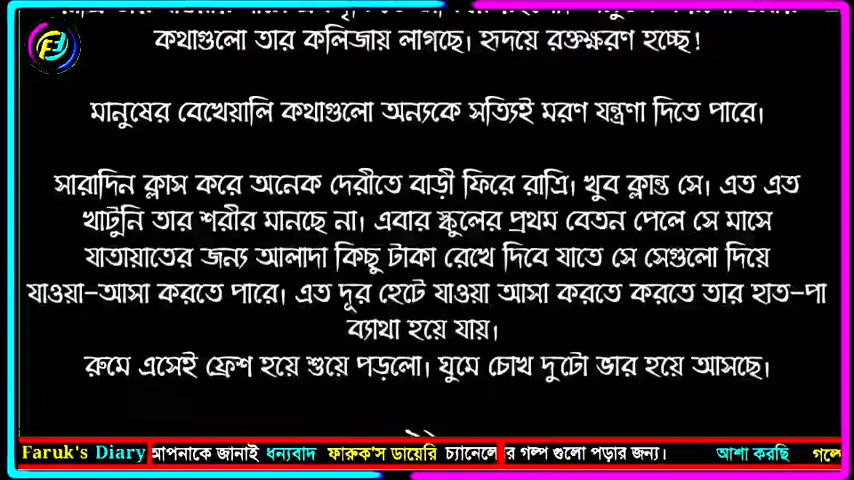 কথাগুলো তার কলিজায় লাগছে। হৃদয়ে রক্তক্ষরণ হচ্ছে!
মানুষের বেখেয়ালি কথাগুলো অন্যকে সত্যিই মরণ যন্ত্রণা দিতে পারে।
সারাদিন ক্লাস করে অনেক দেরীতে বাড়ী ফিরে রাত্রি। খুব ক্লান্ত সে। এত এত
খাটুনি তার শরীর মানছে না। এবার স্কুলের প্রথম বেতন পেলে সে মাসে
যাতায়াতের জন্য আলাদা কিছু টাকা রেখে দিবে যাতে সে সেগুলো দিয়ে
যাওয়া-আসা করতে পারে। এত দূর হেটে যাওয়া আসা করতে করতে তার হাত-পা
ব্যাথা হয়ে যায়।
রুমে এসেই ফ্রেশ হয়ে শুয়ে পড়লো। ঘুমে চোখ দুটো ভার হয়ে আসছে।
Faruk's Diary আপনাকে জানাই ধন্যবাদ ফারুক'স ডায়েরি চ্যানেলের গল্প গুলো পড়ার জন্য। আশা করছি গল্পে